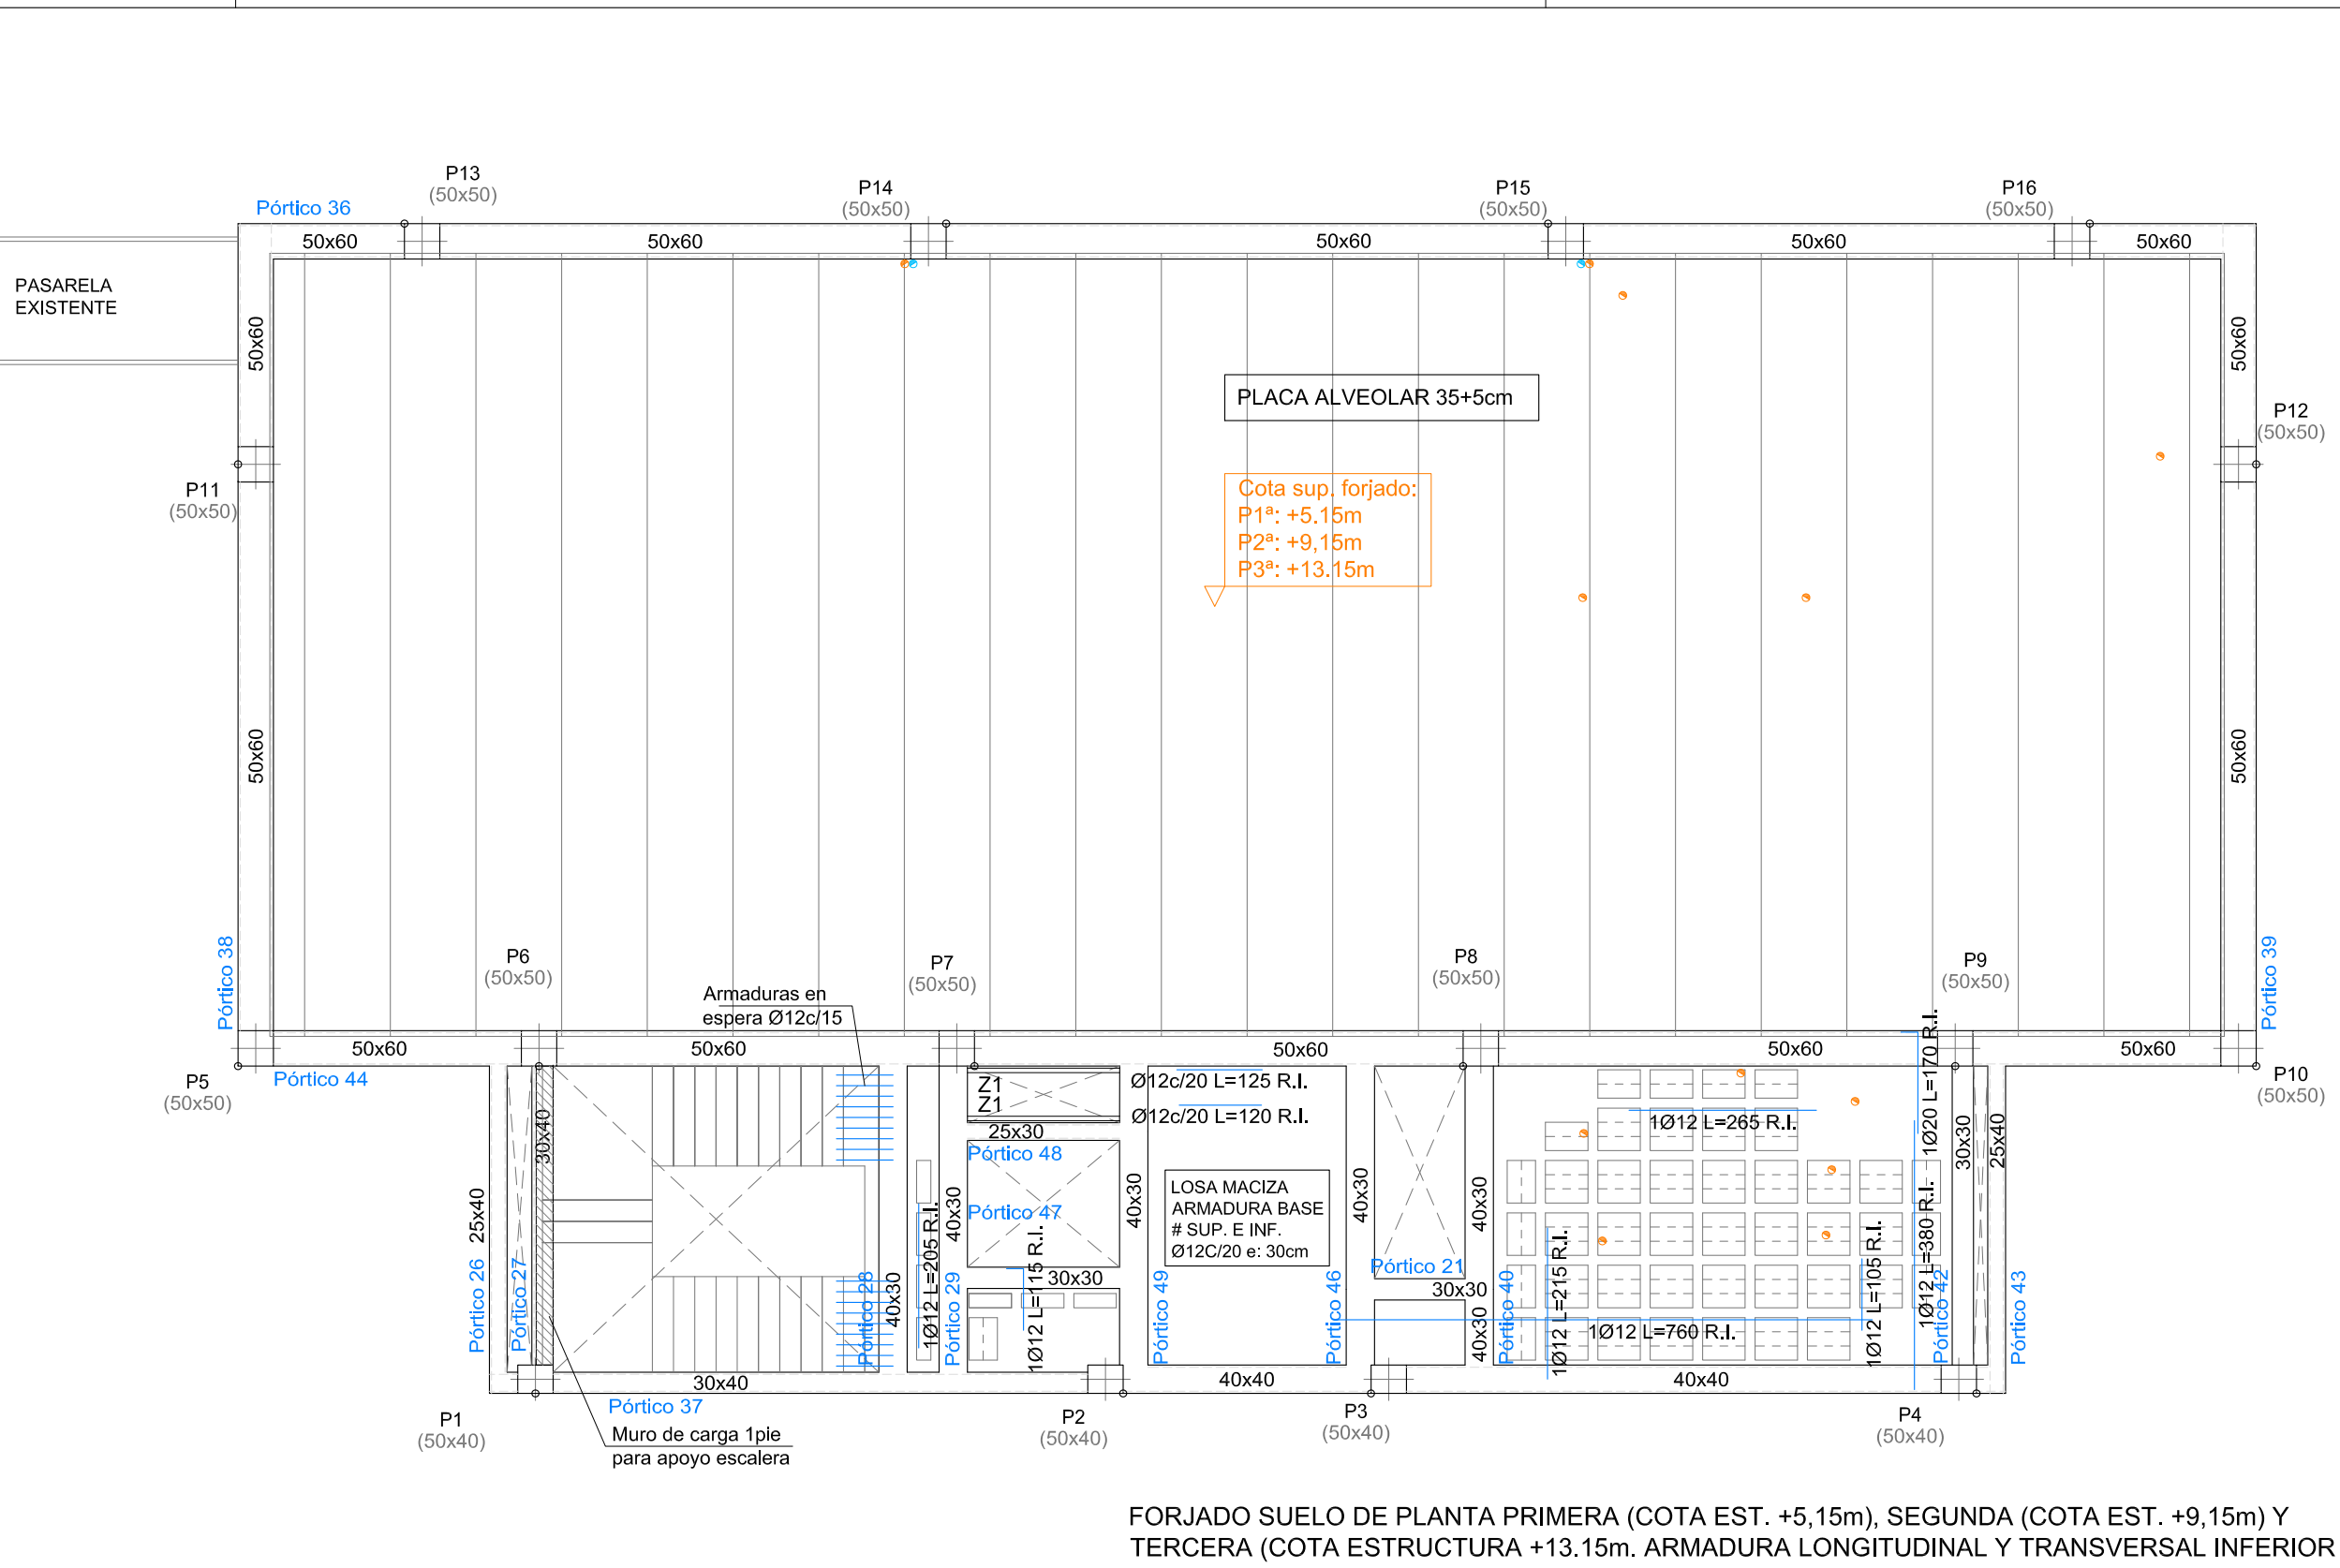 P13
(50x50)
P14
(50x50)
P15
(50x50)
P16
(50x50)
Pórtico 36
50x60
50x60
50x60
50x60
50x60
PASARELA
EXISTENTE
50x60
50x60
PLACA ALVEOLAR 35+5cm
P12
(50x50)
P11
(50x50)
Cota sup. forjado:
P1ª: +5.15m
P2ª: +9,15m
P3ª: +13.15m
50x60
50x60
Pórtico 38
Pórtico 39
P6
(50x50)
P7
(50x50)
P8
(50x50)
P9
(50x50)
Armaduras en
espera Ø12c/15
50x60
50x60
50x60
50x60
50x60
P5
(50x50)
Pórtico 44
P10
(50x50)
Z1
Z1
Ø12c/20 L=125 R.I.
Ø12c/20 L=120 R.I.
25x30
Pórtico 48
Pórtico 47
30x40
25x40
Pórtico 26
Pórtico 27
Pórtico 28
40x30
1Ø12 L=205 R.I.
40x30
Pórtico 29
1Ø12 L=115 R.I.
30x30
40x30
Pórtico 49
LOSA MACIZA
ARMADURA BASE
# SUP. E INF.
Ø12C/20 e: 30cm
40x30
Pórtico 46
Pórtico 21
30x30
40x30
40x30
Pórtico 40
1Ø12 L=265 R.I.
1Ø12 L=215 R.I.
1Ø12 L=760 R.I.
1Ø12 L=105 R.I.
1Ø20 L=170 R.I.
1Ø12 L=380 R.I.
30x30
25x40
Pórtico 42
Pórtico 43
30x40
40x40
40x40
Pórtico 37
P1
(50x40)
P2
(50x40)
P3
(50x40)
P4
(50x40)
Muro de carga 1pie
para apoyo escalera
FORJADO SUELO DE PLANTA PRIMERA (COTA EST. +5,15m), SEGUNDA (COTA EST. +9,15m) Y
TERCERA (COTA ESTRUCTURA +13.15m. ARMADURA LONGITUDINAL Y TRANSVERSAL INFERIOR